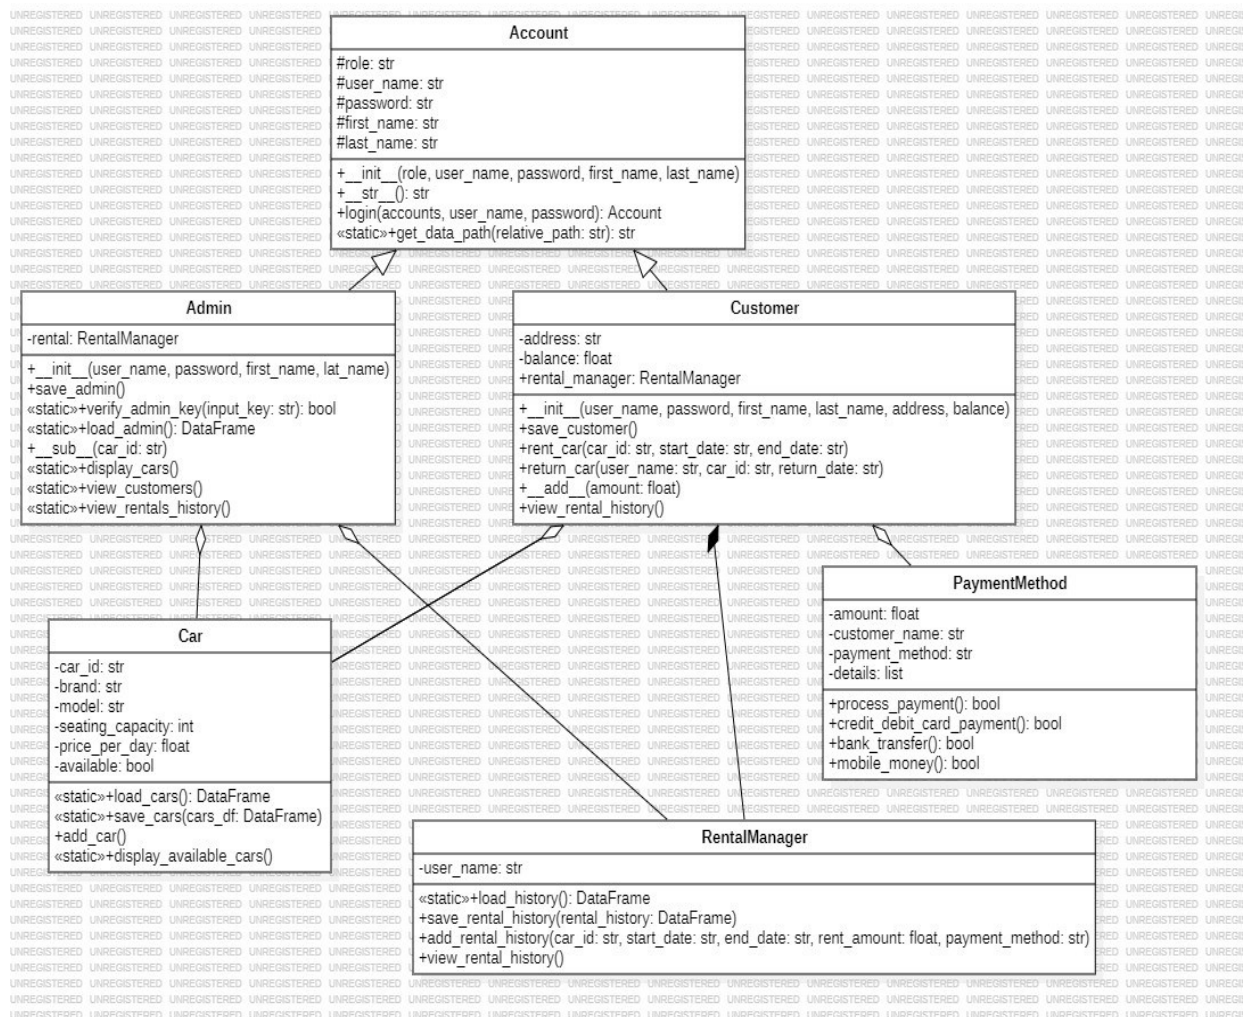 Account
#role: str
#user_name: str
#password: str
#first_name: str
#last_name: str
+__init__(role, user_name, password, first_name, last_name)
+__str__(): str
+login(accounts, user_name, password): Account
«static»+get_data_path(relative_path: str): str
Admin
-rental: RentalManager
+__init__(user_name, password, first_name, lat_name)
+save_admin()
«static»+verify_admin_key(input_key: str): bool
«static»+load_admin(): DataFrame
+__sub__(car_id: str)
«static»+display_cars()
«static»+view_customers()
«static»+view_rentals_history()
Customer
-address: str
-balance: float
+rental_manager: RentalManager
+__init__(user_name, password, first_name, last_name, address, balance)
+save_customer()
+rent_car(car_id: str, start_date: str, end_date: str)
+return_car(user_name: str, car_id: str, return_date: str)
+__add__(amount: float)
+view_rental_history()
PaymentMethod
-amount: float
-customer_name: str
-payment_method: str
-details: list
+process_payment(): bool
+credit_debit_card_payment(): bool
+bank_transfer(): bool
+mobile_money(): bool
Car
-car_id: str
-brand: str
-model: str
-seating_capacity: int
-price_per_day: float
-available: bool
«static»+load_cars(): DataFrame
«static»+save_cars(cars_df: DataFrame)
+add_car()
«static»+display_available_cars()
RentalManager
-user_name: str
«static»+load_history(): DataFrame
+save_rental_history(rental_history: DataFrame)
+add_rental_history(car_id: str, start_date: str, end_date: str, rent_amount: float, payment_method: str)
+view_rental_history()
UNREGISTERED